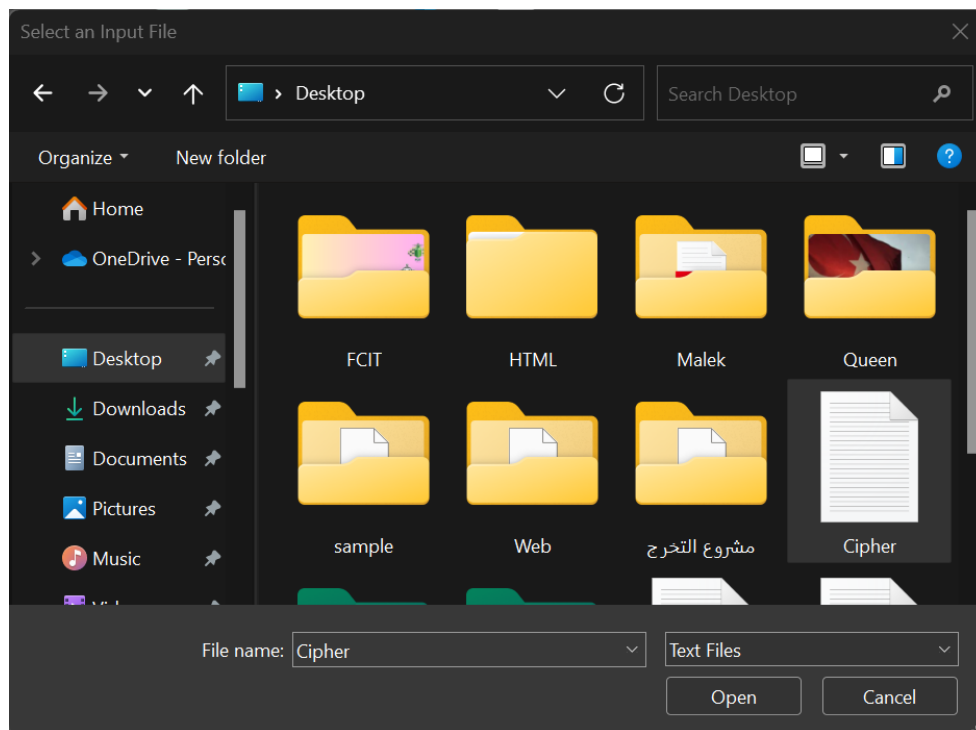 Select an Input File
Desktop
Search Desktop
Organize
New folder
Home
OneDrive - Perso
Desktop
Downloads
Documents
Pictures
Music
FCIT
HTML
Malek
Queen
sample
Web
مشروع التخرج
Cipher
File name:
Cipher
Text Files
Open
Cancel